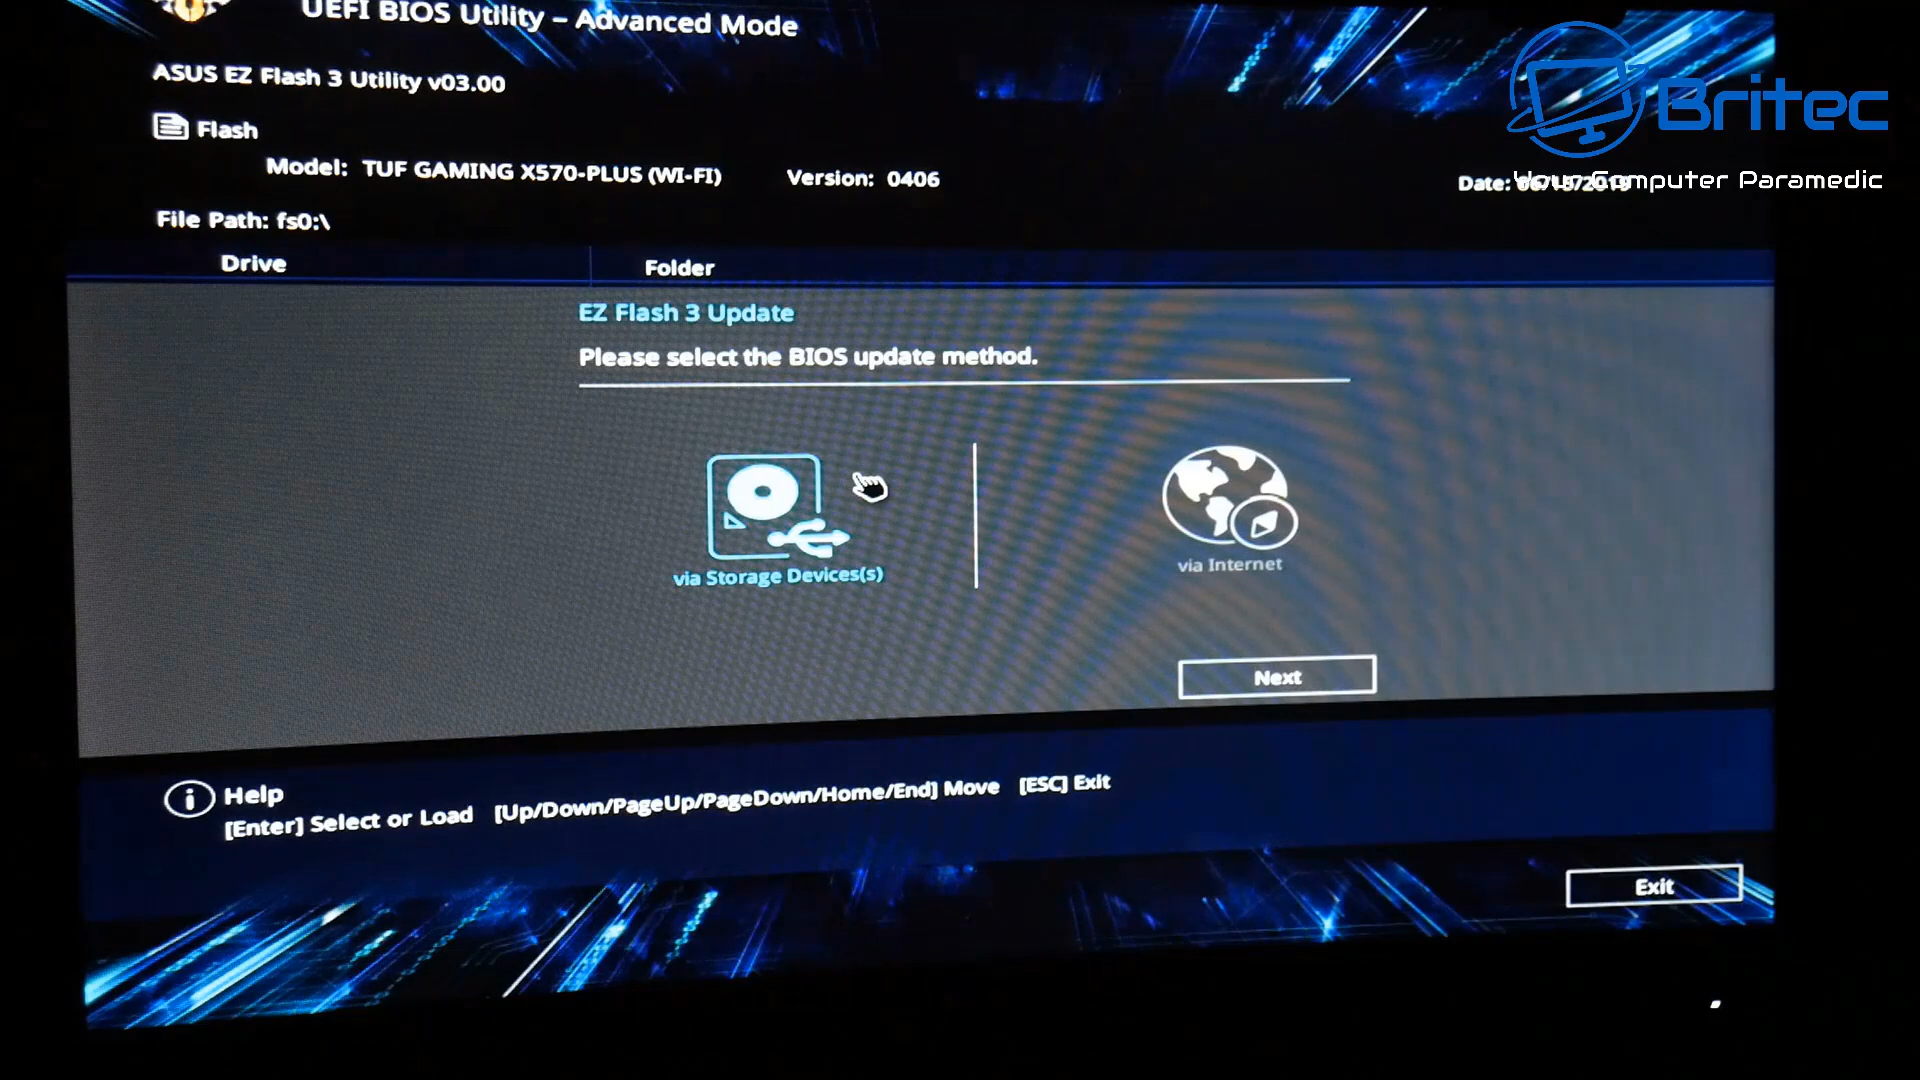 UEFI BIOS Utility – Advanced Mode
Britec
Your Computer Paramedic
ASUS EZ Flash 3 Utility v03.00
Flash
Model: TUF GAMING X570-PLUS (WI-FI) Version: 0406 Date:
File Path: fs0:\
Drive Folder
EZ Flash 3 Update
Please select the BIOS update method.
via Storage Devices(s) via Internet
Next
Help
[Enter] Select or Load [Up/Down/PageUp/PageDown/Home/End] Move [ESC] Exit
Exit